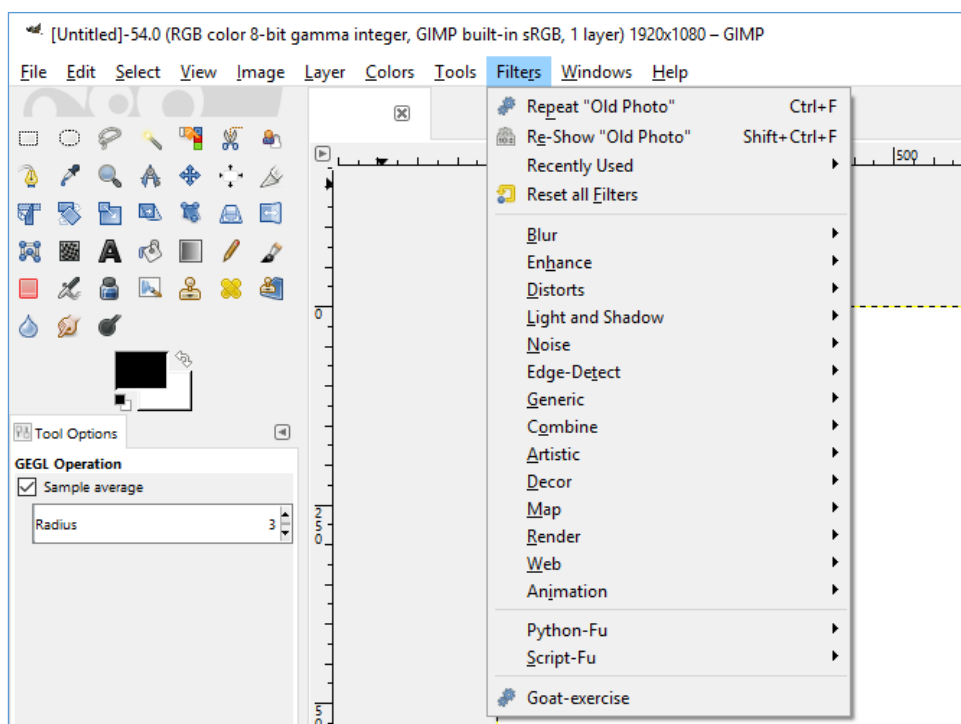 [Untitled]-54.0 (RGB color 8-bit gamma integer, GIMP built-in sRGB, 1 layer) 1920x1080 – GIMP
File Edit Select View Image Layer Colors Tools Filters Windows Help
Repeat "Old Photo" Ctrl+F
Re-Show "Old Photo" Shift+Ctrl+F
Recently Used
Reset all Filters
Blur
Enhance
Distorts
Light and Shadow
Noise
Edge-Detect
Generic
Combine
Artistic
Decor
Map
Render
Web
Animation
Python-Fu
Script-Fu
Goat-exercise
500
0
250
5
Tool Options
GEGL Operation
Sample average
Radius 3